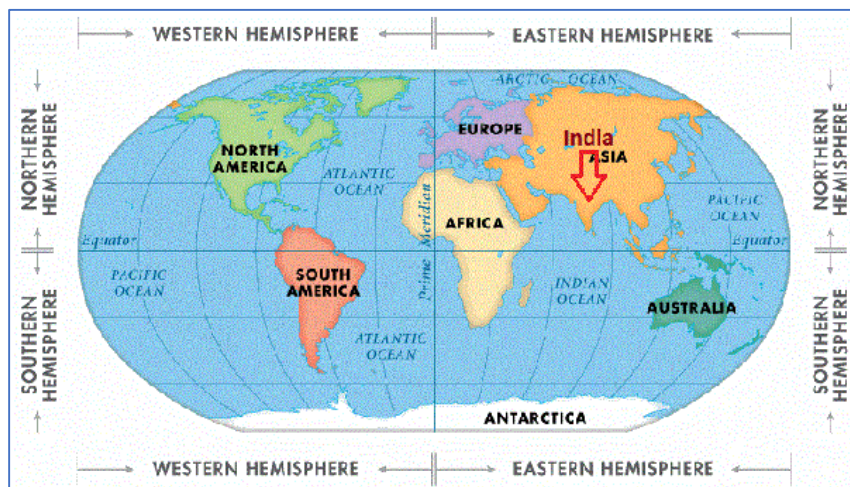 WESTERN HEMISPHERE
EASTERN HEMISPHERE
NORTHERN
HEMISPHERE
SOUTHERN
HEMISPHERE
ARCTIC OCEAN
NORTH
AMERICA
EUROPE
India
ASIA
ATLANTIC
OCEAN
PACIFIC
OCEAN
AFRICA
Equator
Prime Meridian
Equator
PACIFIC
OCEAN
SOUTH
AMERICA
INDIAN
OCEAN
AUSTRALIA
ATLANTIC
OCEAN
ANTARCTICA
NORTHERN
HEMISPHERE
SOUTHERN
HEMISPHERE
WESTERN HEMISPHERE
EASTERN HEMISPHERE